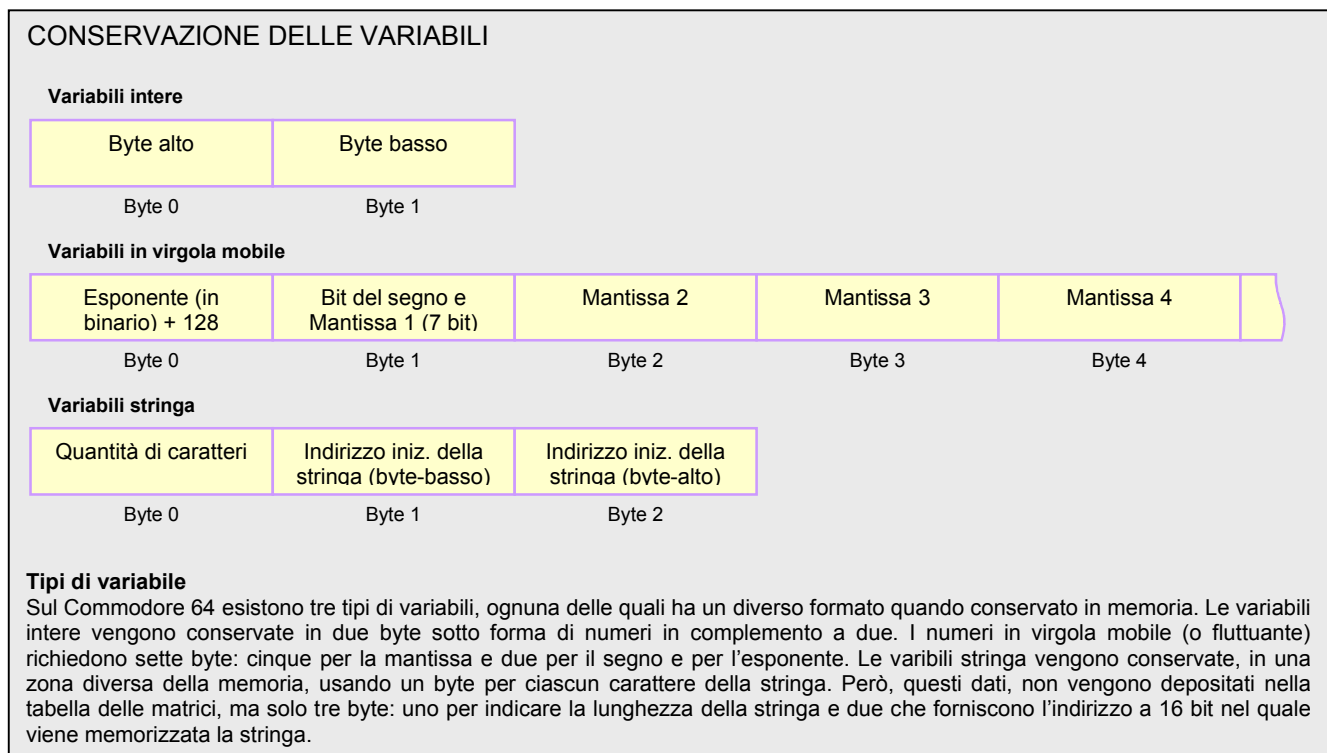 CONSERVAZIONE DELLE VARIABILI
Variabili intere
Byte alto
Byte basso
Byte 0
Byte 1
Variabili in virgola mobile
Esponente (in
binario) + 128
Bit del segno e
Mantissa 1 (7 bit)
Mantissa 2
Mantissa 3
Mantissa 4
Byte 0
Byte 1
Byte 2
Byte 3
Byte 4
Variabili stringa
Quantità di caratteri
Indirizzo iniz. della
stringa (byte-basso)
Indirizzo iniz. della
stringa (byte-alto)
Byte 0
Byte 1
Byte 2
Tipi di variabile
Sul Commodore 64 esistono tre tipi di variabili, ognuna delle quali ha un diverso formato quando conservato in memoria. Le variabili
intere vengono conservate in due byte sotto forma di numeri in complemento a due. I numeri in virgola mobile (o fluttuante)
richiedono sette byte: cinque per la mantissa e due per il segno e per l'esponente. Le varibili stringa vengono conservate, in una
zona diversa della memoria, usando un byte per ciascun carattere della stringa. Però, questi dati, non vengono depositati nella
tabella delle matrici, ma solo tre byte: uno per indicare la lunghezza della stringa e due che forniscono l'indirizzo a 16 bit nel quale
viene memorizzata la stringa.